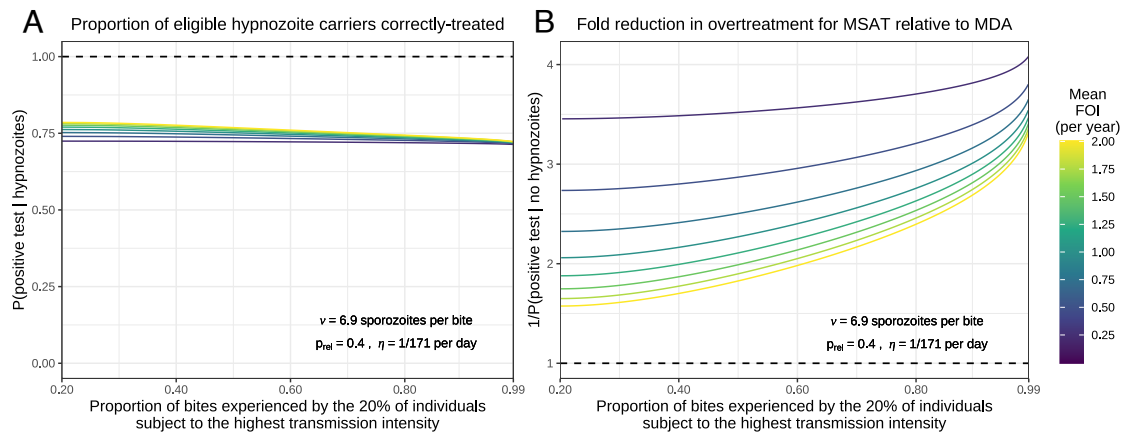 A
Proportion of eligible hypnozoite carriers correctly-treated
P(positive test | hypnozoites)
1.00
0.75
0.50
0.25
0.00
ν = 6.9 sporozoites per bite
prel = 0.4 , η = 1/171 per day
0.20
0.40
0.60
0.80
0.99
Proportion of bites experienced by the 20% of individuals
subject to the highest transmission intensity
B
Fold reduction in overtreatment for MSAT relative to MDA
1/P(positive test | no hypnozoites)
4
3
2
1
ν = 6.9 sporozoites per bite
prel = 0.4 , η = 1/171 per day
0.20
0.40
0.60
0.80
0.99
Proportion of bites experienced by the 20% of individuals
subject to the highest transmission intensity
Mean
FOI
(per year)
2.00
1.75
1.50
1.25
1.00
0.75
0.50
0.25